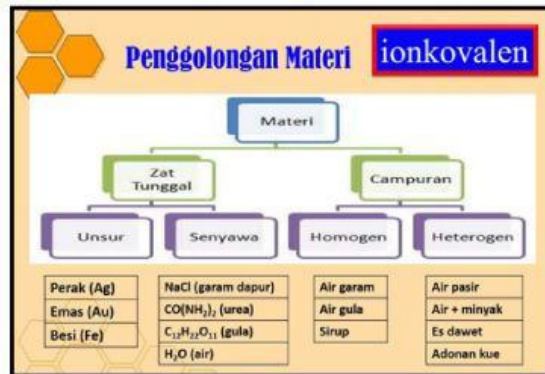 Penggolongan Materi
ionkovalen
Materi
Zat
Tunggal
Campuran
Unsur
Senyawa
Homogen
Heterogen
Perak (Ag)
Emas (Au)
Besi (Fe)
NaCl (garam dapur)
CO(NH₂)₂ (urea)
C₁₂H₂₂O₁₁ (gula)
H₂O (air)
Air garam
Air gula
Sirup
Air pasir
Air + minyak
Es dawet
Adonan kue